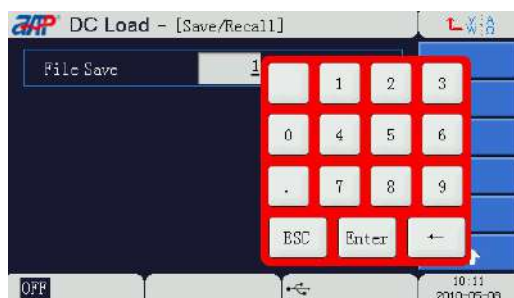 DC Load - [Save/Recall]
File Save 1
1 2 3
0 4 5 6
. 7 8 9
ESC Enter ←
OFF
10:11
2010-05-08